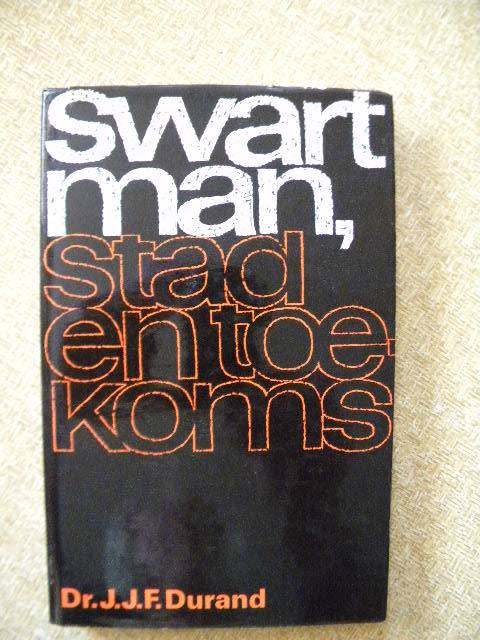 swart
man,
stad
en toe-
koms
Dr.J.J.F.Durand